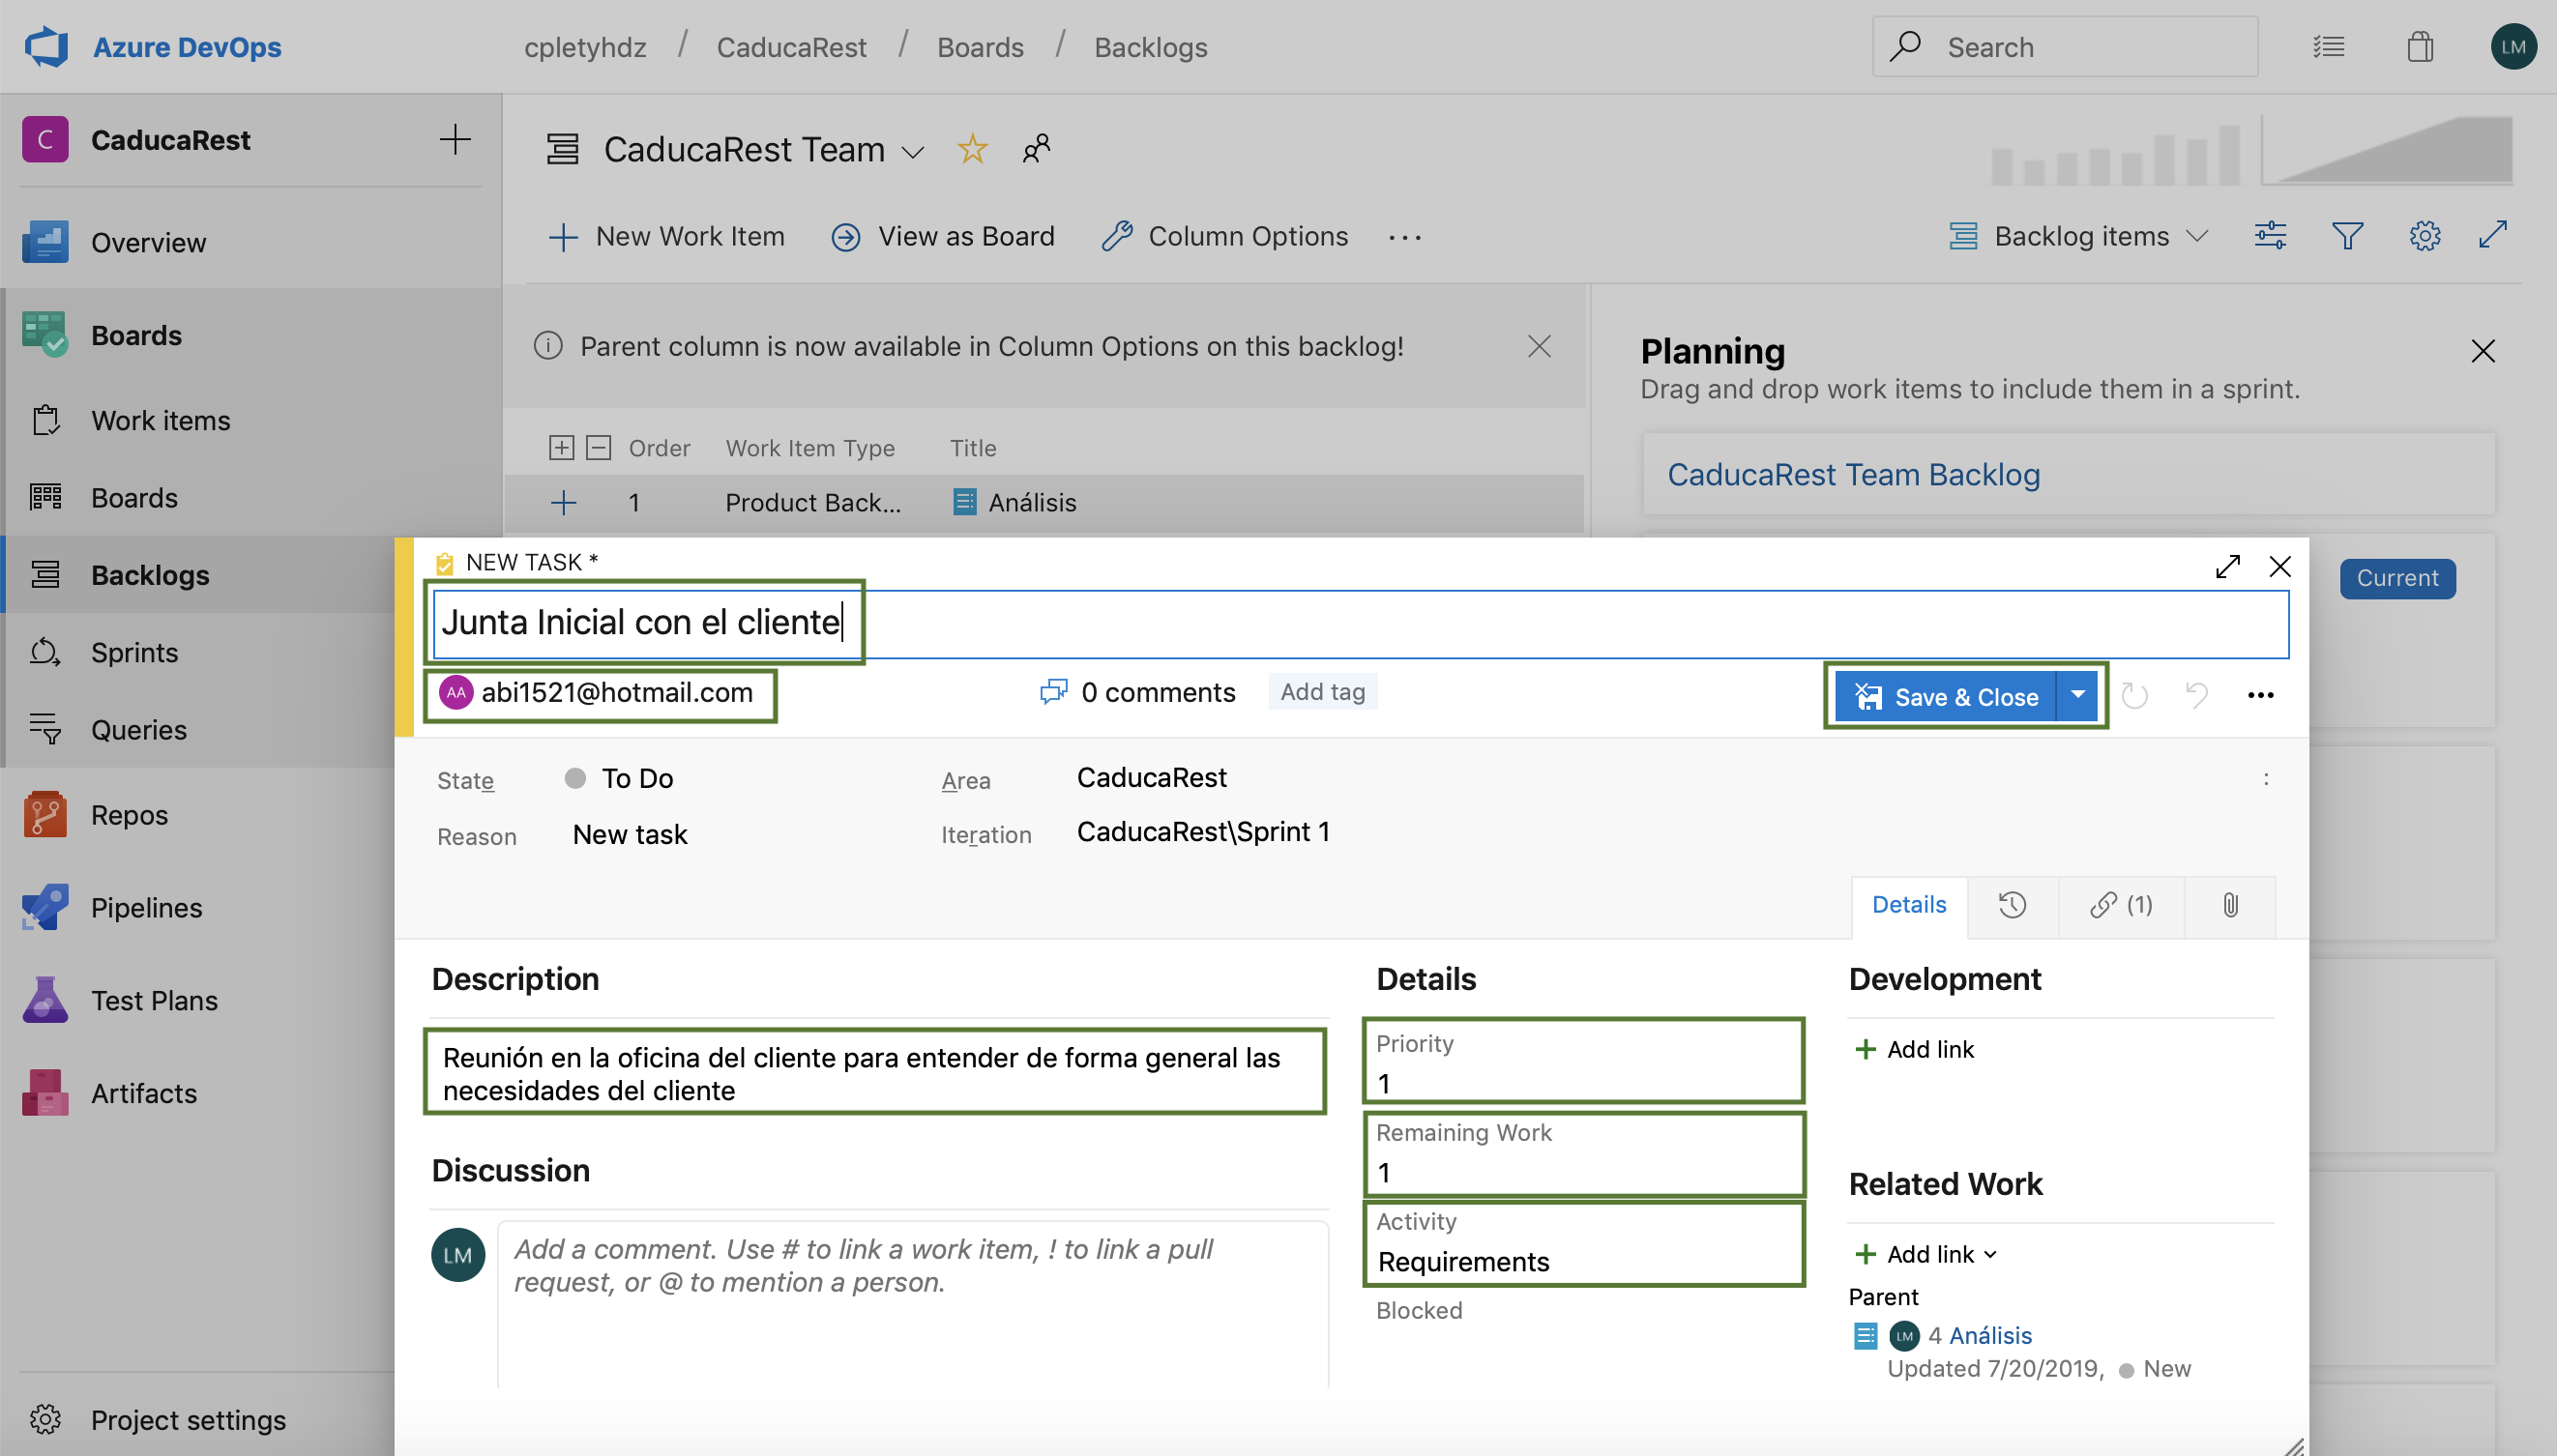 Azure DevOps
cpletyhdz / CaducaRest / Boards / Backlogs
Search
LM
C CaducaRest
CaducaRest Team
Overview
New Work Item View as Board Column Options ...
Backlog items
Boards
Parent column is now available in Column Options on this backlog!
Planning
Drag and drop work items to include them in a sprint.
Work items
Order Work Item Type Title
CaducaRest Team Backlog
Boards
1 Product Back... Análisis
Backlogs
NEW TASK *
Current
Junta Inicial con el cliente
Sprints
AA abi1521@hotmail.com
0 comments Add tag
Save & Close
Queries
State To Do
Area CaducaRest
Reason New task
Iteration CaducaRest\Sprint 1
Repos
Pipelines
Details
(1)
Test Plans
Artifacts
Description
Reunión en la oficina del cliente para entender de forma general las
necesidades del cliente
Discussion
LM
Add a comment. Use # to link a work item, ! to link a pull
request, or @ to mention a person.
Details
Priority
1
Remaining Work
1
Activity
Requirements
Blocked
Development
Add link
Related Work
Add link
Parent
LM 4 Análisis
Updated 7/20/2019, New
Project settings